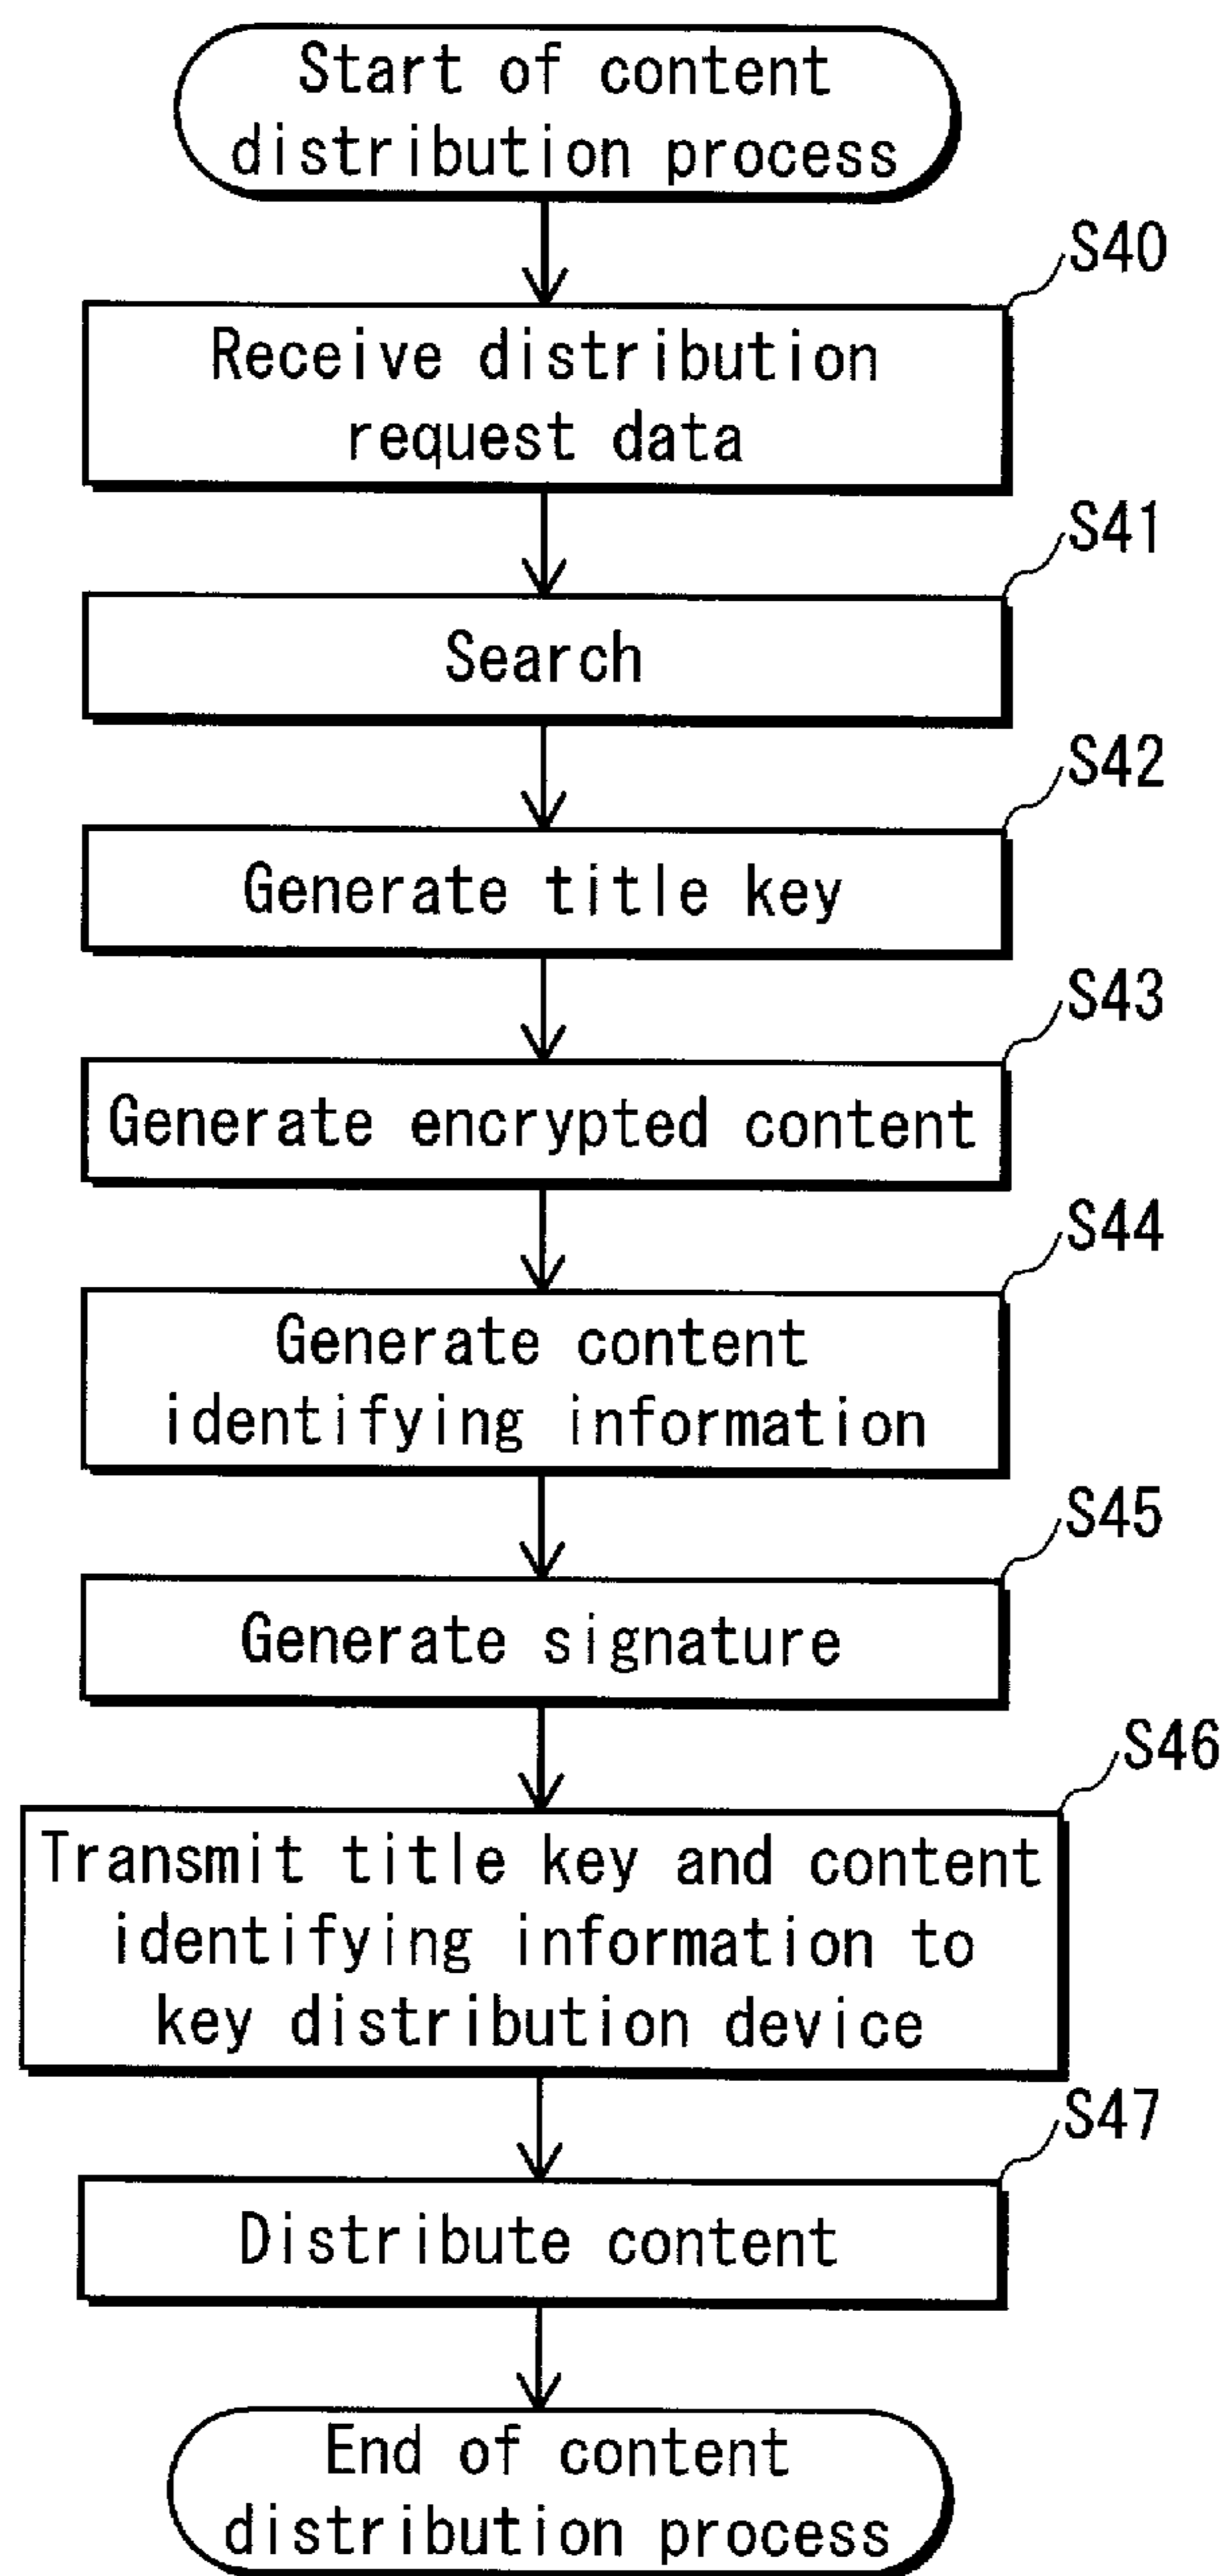 Start of content
distribution process
S40
Receive distribution
request data
S41
Search
S42
Generate title key
S43
Generate encrypted content
S44
Generate content
identifying information
S45
Generate signature
S46
Transmit title key and content
identifying information to
key distribution device
S47
Distribute content
End of content
distribution process